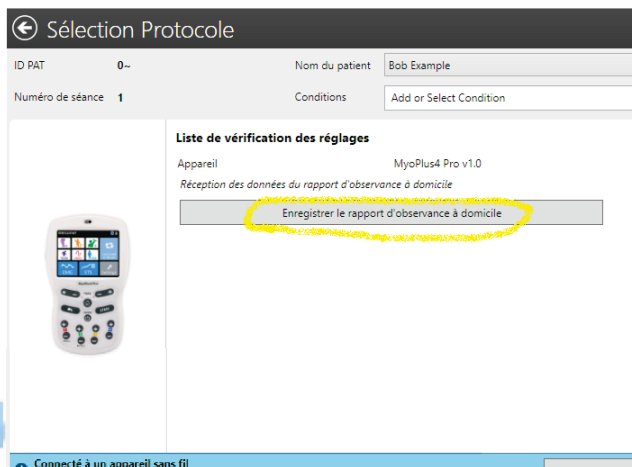 Sélection Protocole
ID PAT 0~ Nom du patient Bob Example
Numéro de séance 1 Conditions Add or Select Condition
Liste de vérification des réglages
Appareil MyoPlus4 Pro v1.0
Réception des données du rapport d'observance à domicile
Enregistrer le rapport d'observance à domicile
MyoPlusPro
START
Connecté à un appareil sans fil